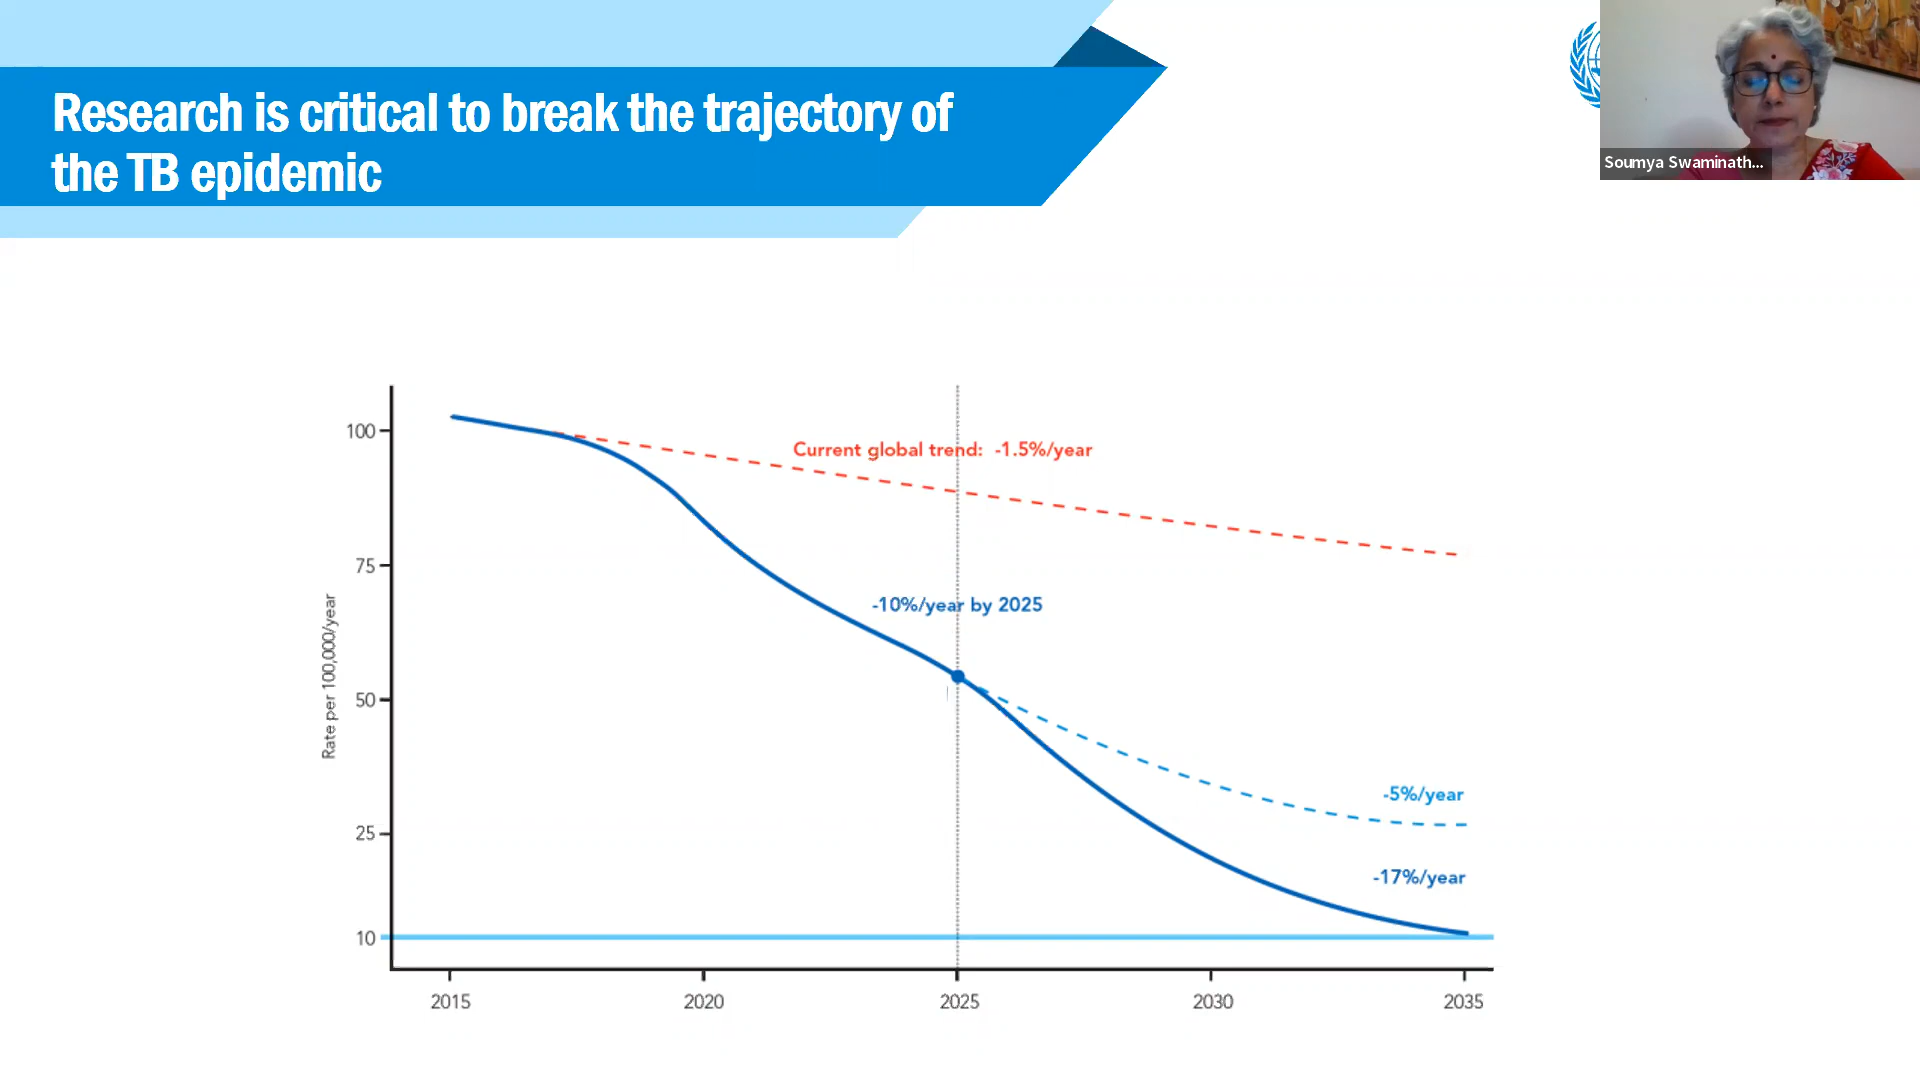 Research is critical to break the trajectory of
the TB epidemic
Soumya Swaminath...
Rate per 100,000/year
100
75
50
25
10
Current global trend: -1.5%/year
-10%/year by 2025
-5%/year
-17%/year
2015
2020
2025
2030
2035